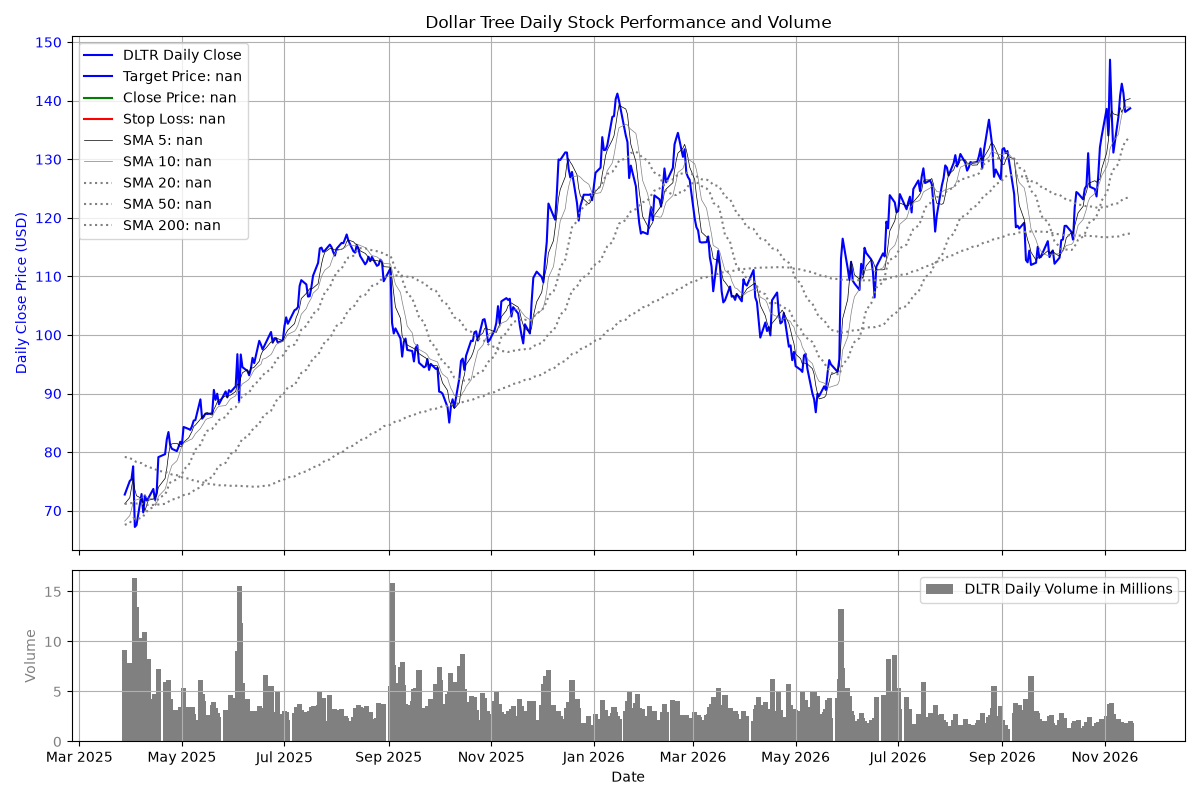 Dollar Tree Daily Stock Performance and Volume
150
140
130
120
110
100
90
80
70
Daily Close Price (USD)
DLTR Daily Close
Target Price: nan
Close Price: nan
Stop Loss: nan
SMA 5: nan
SMA 10: nan
SMA 20: nan
SMA 50: nan
SMA 200: nan
15
10
5
0
Volume
DLTR Daily Volume in Millions
Mar 2025 May 2025 Jul 2025 Sep 2025 Nov 2025 Jan 2026 Mar 2026 May 2026 Jul 2026 Sep 2026 Nov 2026
Date